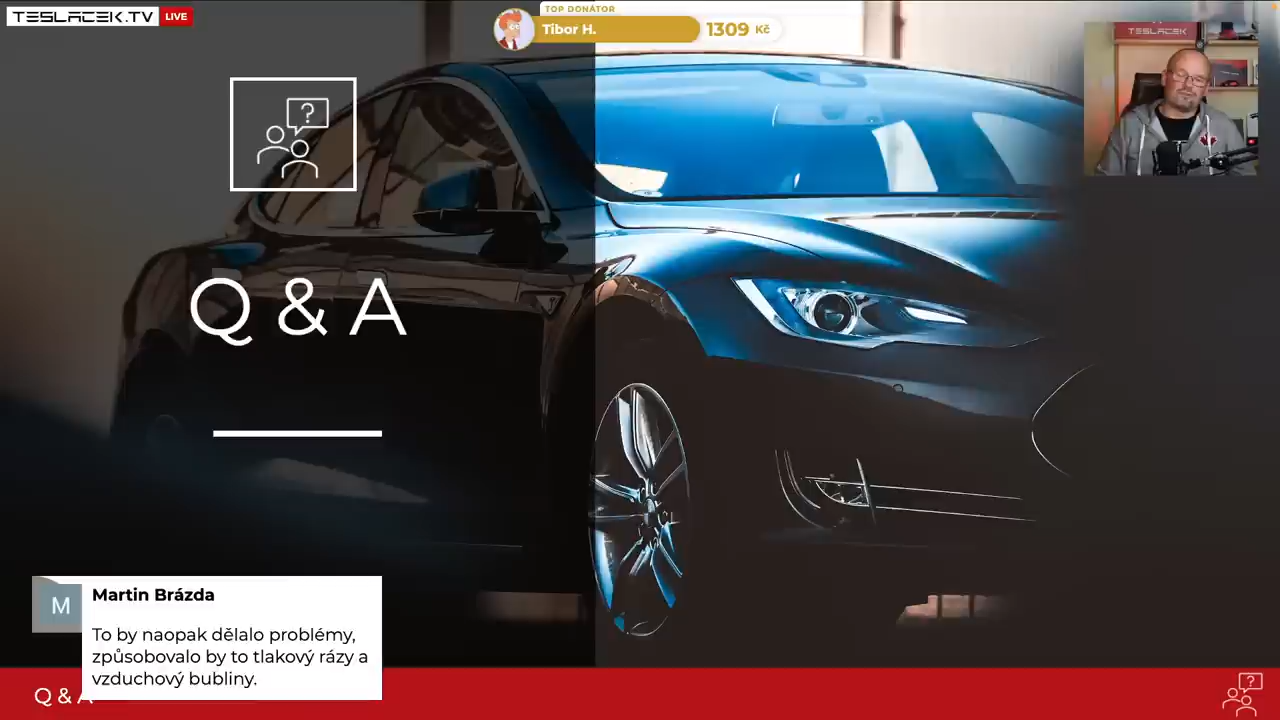 TESLACEK.TV LIVE
TOP DONÁTOR
Tibor H. 1309 Kč
TESLACEK
?
Q & A
Martin Brázda
M
To by naopak dělalo problémy,
způsobovalo by to tlakový rázy a
vzduchový bubliny.
Q & A
?